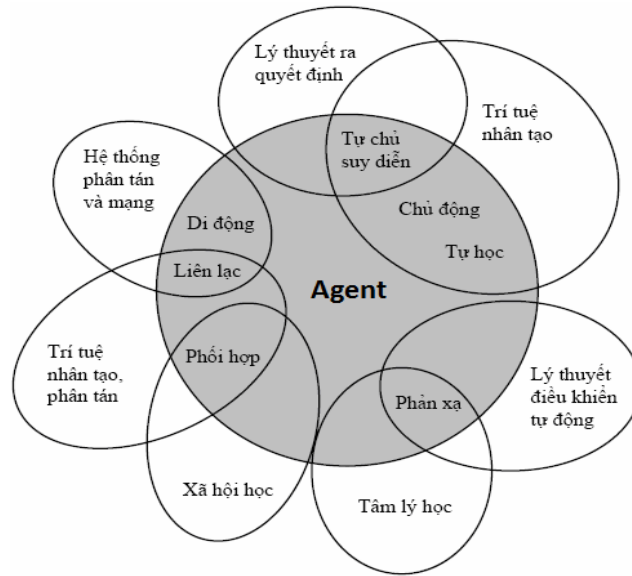 Lý thuyết ra
quyết định
Trí tuệ
nhân tạo
Tự chủ
suy diễn
Hệ thống
phân tán
và mạng
Chủ động
Di động
Tự học
Liên lạc
Agent
Trí tuệ
nhân tạo,
phân tán
Phối hợp
Phản xạ
Lý thuyết
điều khiển
tự động
Xã hội học
Tâm lý học